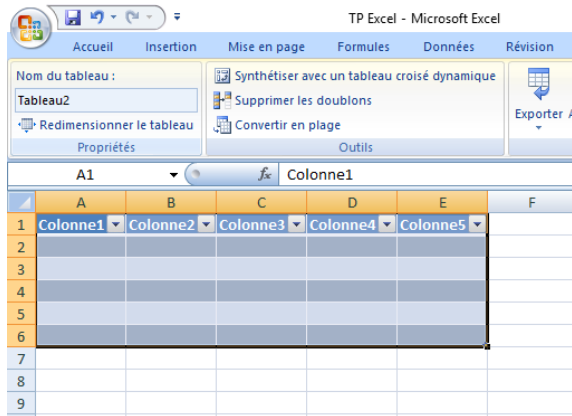 TP Excel - Microsoft Excel
Accueil Insertion Mise en page Formules Données Révision
Nom du tableau :
Tableau2
Redimensionner le tableau
Propriétés
Synthétiser avec un tableau croisé dynamique
Supprimer les doublons
Convertir en plage
Outils
Exporter
A1 fx Colonne1
A B C D E F
1 Colonne1 Colonne2 Colonne3 Colonne4 Colonne5
2
3
4
5
6
7
8
9